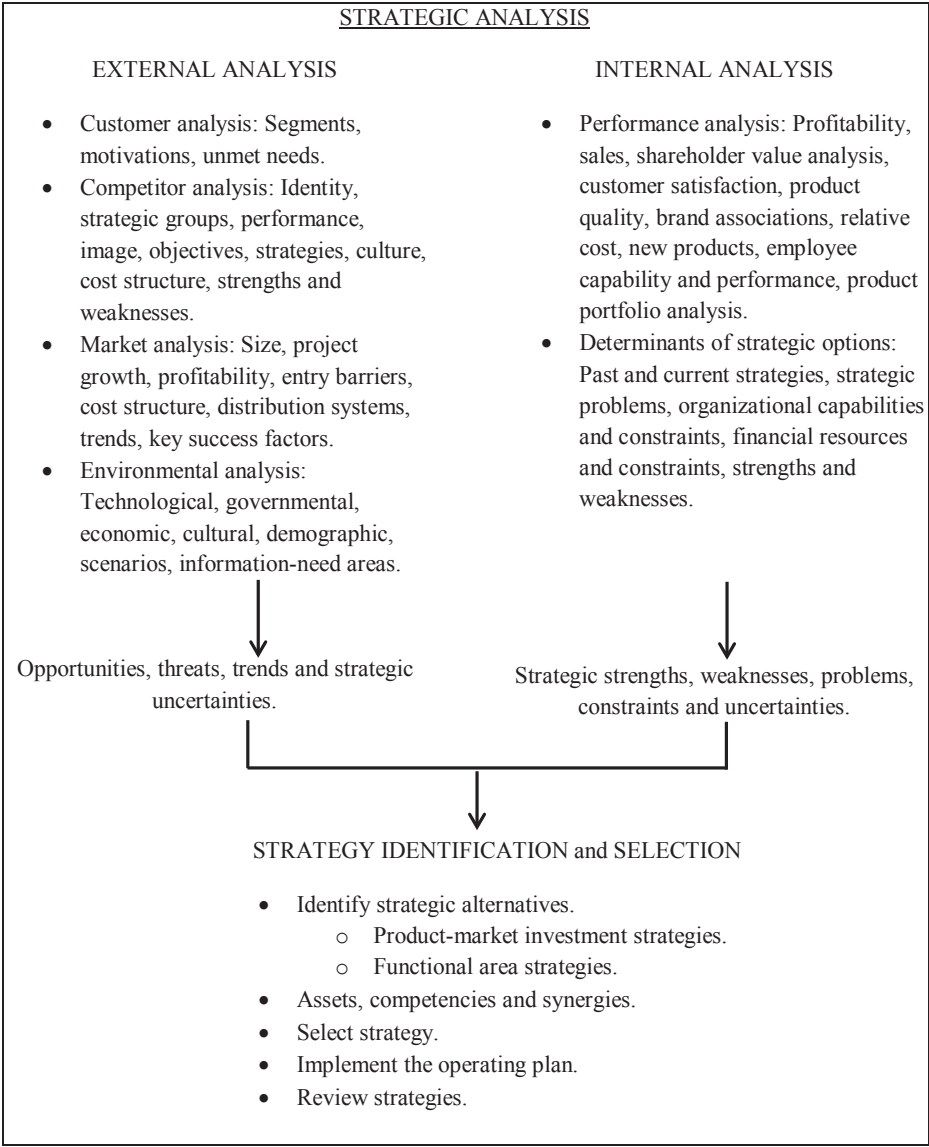 STRATEGIC ANALYSIS
EXTERNAL ANALYSIS
• Customer analysis: Segments,
motivations, unmet needs.
• Competitor analysis: Identity,
strategic groups, performance,
image, objectives, strategies, culture,
cost structure, strengths and
weaknesses.
• Market analysis: Size, project
growth, profitability, entry barriers,
cost structure, distribution systems,
trends, key success factors.
• Environmental analysis:
Technological, governmental,
economic, cultural, demographic,
scenarios, information-need areas.
Opportunities, threats, trends and strategic
uncertainties.
INTERNAL ANALYSIS
• Performance analysis: Profitability,
sales, shareholder value analysis,
customer satisfaction, product
quality, brand associations, relative
cost, new products, employee
capability and performance, product
portfolio analysis.
• Determinants of strategic options:
Past and current strategies, strategic
problems, organizational capabilities
and constraints, financial resources
and constraints, strengths and
weaknesses.
Strategic strengths, weaknesses, problems,
constraints and uncertainties.
STRATEGY IDENTIFICATION and SELECTION
• Identify strategic alternatives.
o Product-market investment strategies.
o Functional area strategies.
• Assets, competencies and synergies.
• Select strategy.
• Implement the operating plan.
• Review strategies.